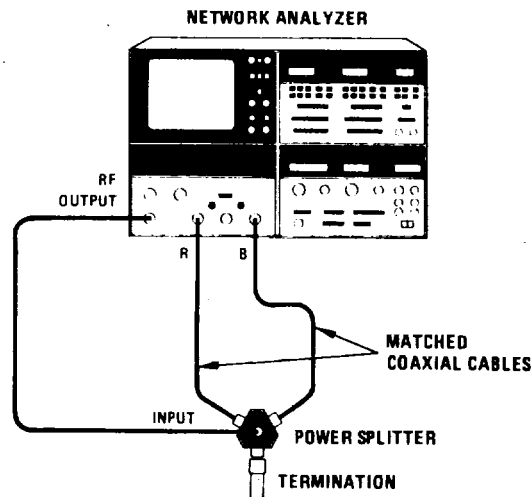 NETWORK ANALYZER
RF
OUTPUT
R
B
MATCHED
COAXIAL CABLES
INPUT
POWER SPLITTER
TERMINATION